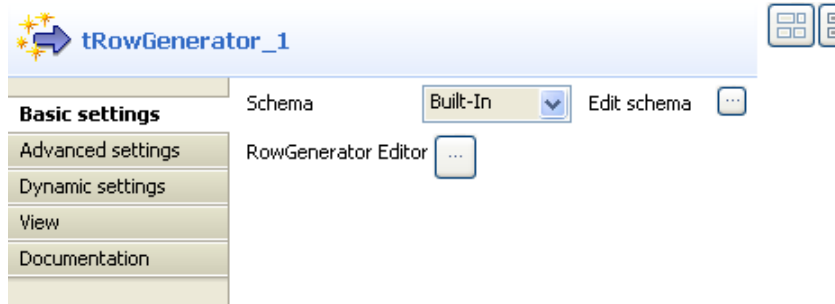 tRowGenerator_1
Basic settings
Schema Built-In Edit schema ...
Advanced settings
RowGenerator Editor ...
Dynamic settings
View
Documentation